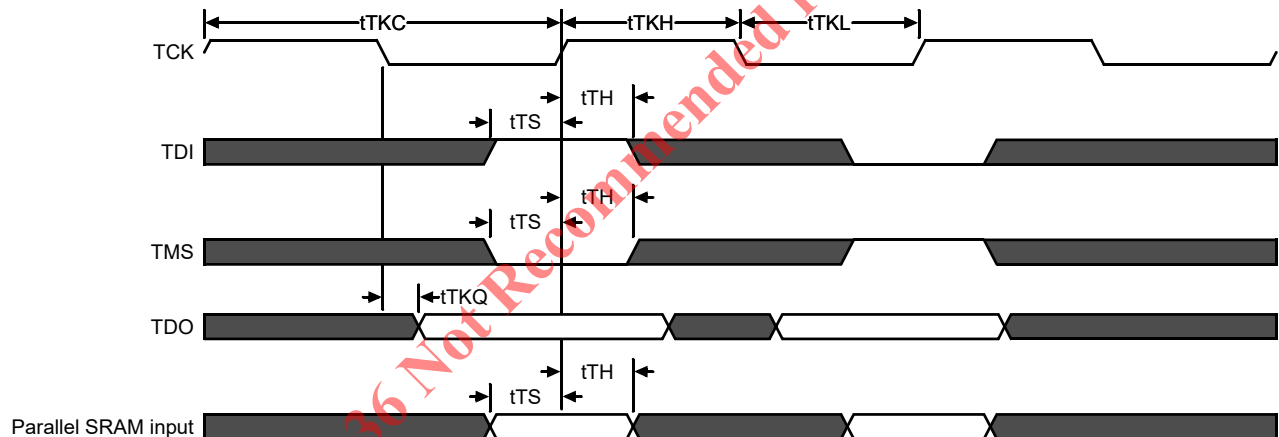 tTKC
tTKH
tTKL
TCK
tTH
tTS
TDI
tTH
tTS
TMS
tTKQ
TDO
tTH
tTS
Parallel SRAM input
36 Not Recommended